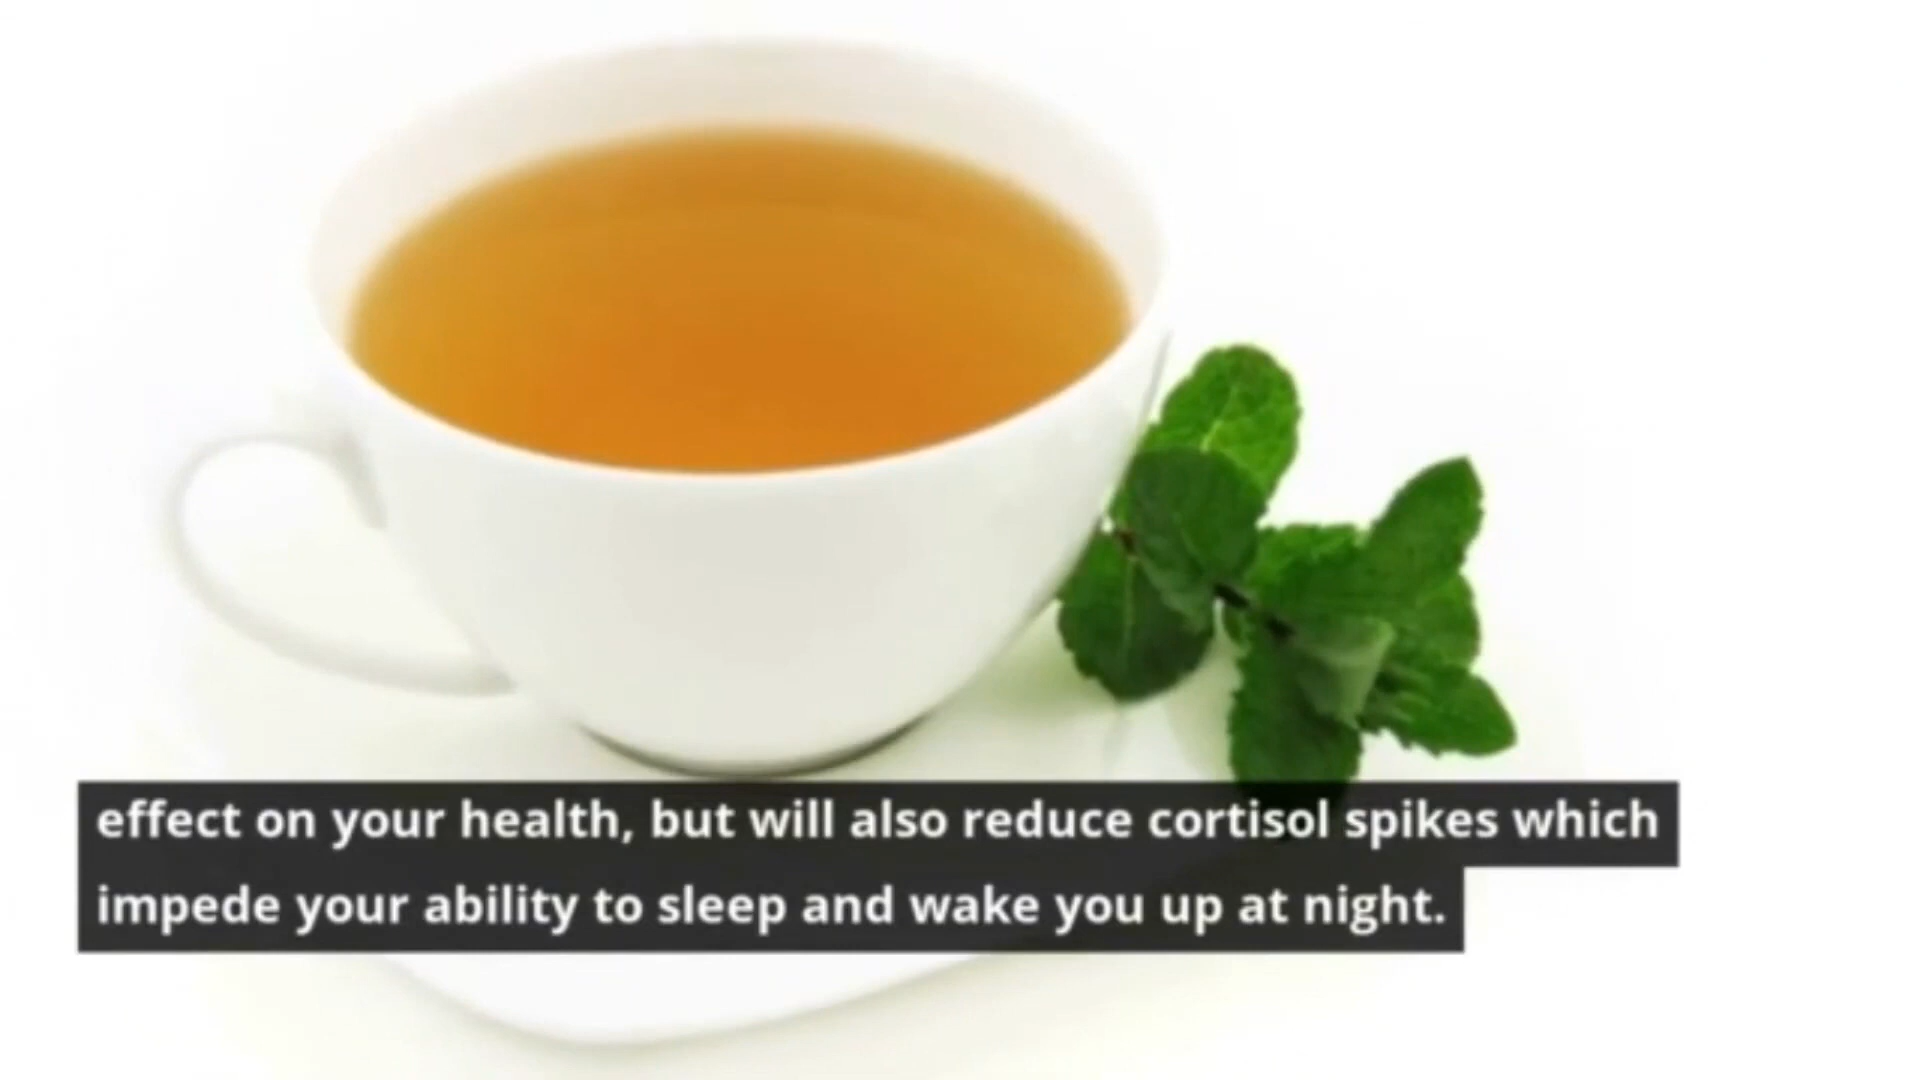 effect on your health, but will also reduce cortisol spikes which
impede your ability to sleep and wake you up at night.